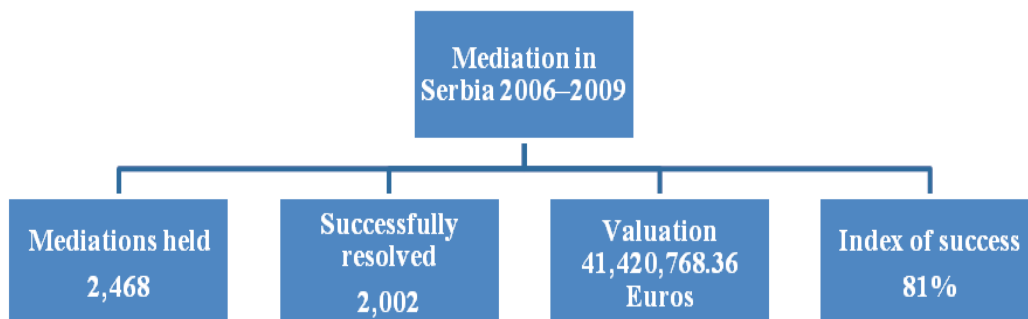 Mediation in
Serbia 2006–2009
Mediations held
2,468
Successfully
resolved
2,002
Valuation
41,420,768.36
Euros
Index of success
81%